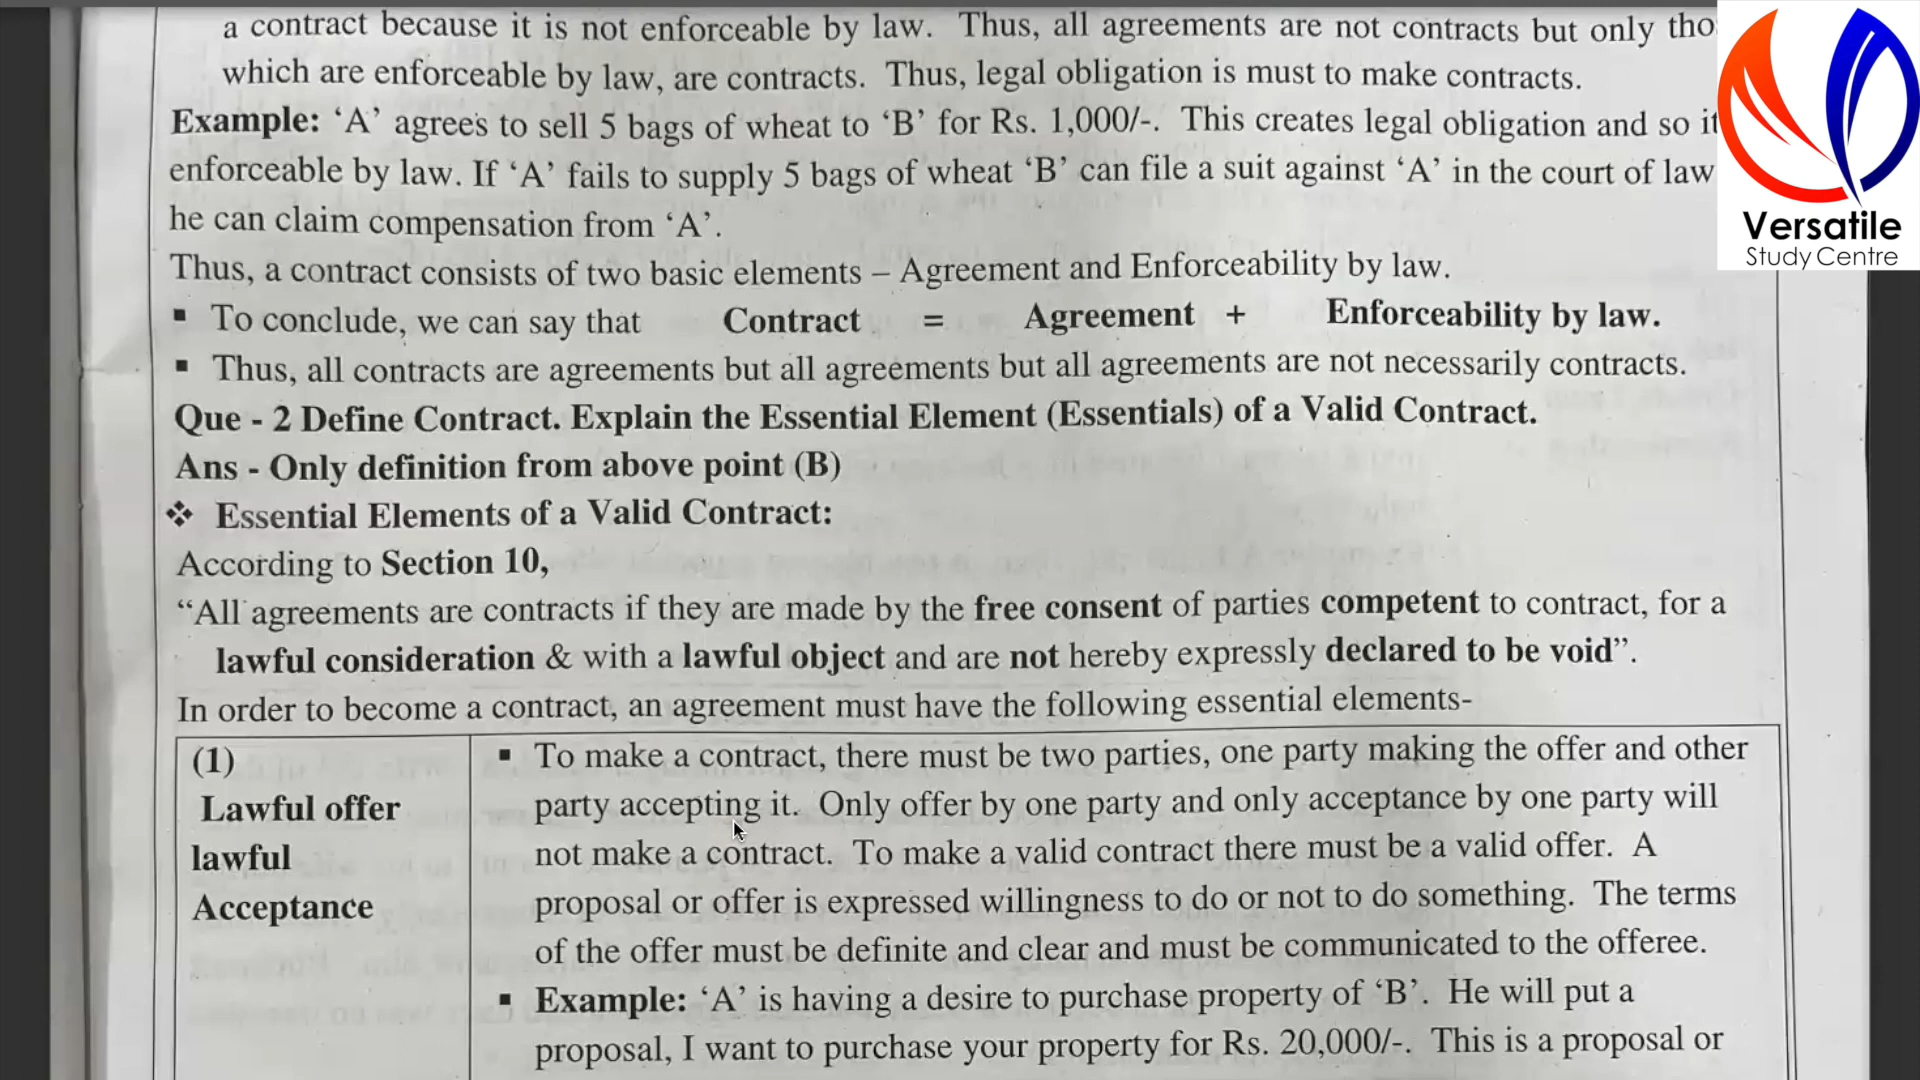 a contract because it is not enforceable by law. Thus, all agreements are not contracts but only
which are enforceable by law, are contracts. Thus, legal obligation is must to make contracts.
Example: ‘A’ agrees to sell 5 bags of wheat to ‘B’ for Rs. 1,000/-. This creates legal obligation and so it
enforceable by law. If ‘A’ fails to supply 5 bags of wheat ‘B’ can file a suit against ‘A’ in the court of law
he can claim compensation from ‘A’.
Thus, a contract consists of two basic elements – Agreement and Enforceability by law.
▪ To conclude, we can say that Contract = Agreement + Enforceability by law.
▪ Thus, all contracts are agreements but all agreements but all agreements are not necessarily contracts.
Que - 2 Define Contract. Explain the Essential Element (Essentials) of a Valid Contract.
Ans - Only definition from above point (B)
❖ Essential Elements of a Valid Contract:
According to Section 10,
“All agreements are contracts if they are made by the free consent of parties competent to contract, for a
lawful consideration & with a lawful object and are not hereby expressly declared to be void”.
In order to become a contract, an agreement must have the following essential elements-
(1)
Lawful offer
lawful
Acceptance
▪ To make a contract, there must be two parties, one party making the offer and other
party accepting it. Only offer by one party and only acceptance by one party will
not make a contract. To make a valid contract there must be a valid offer. A
proposal or offer is expressed willingness to do or not to do something. The terms
of the offer must be definite and clear and must be communicated to the offeree.
▪ Example: ‘A’ is having a desire to purchase property of ‘B’. He will put a
proposal, I want to purchase your property for Rs. 20,000/-. This is a proposal or
Versatile
Study Centre